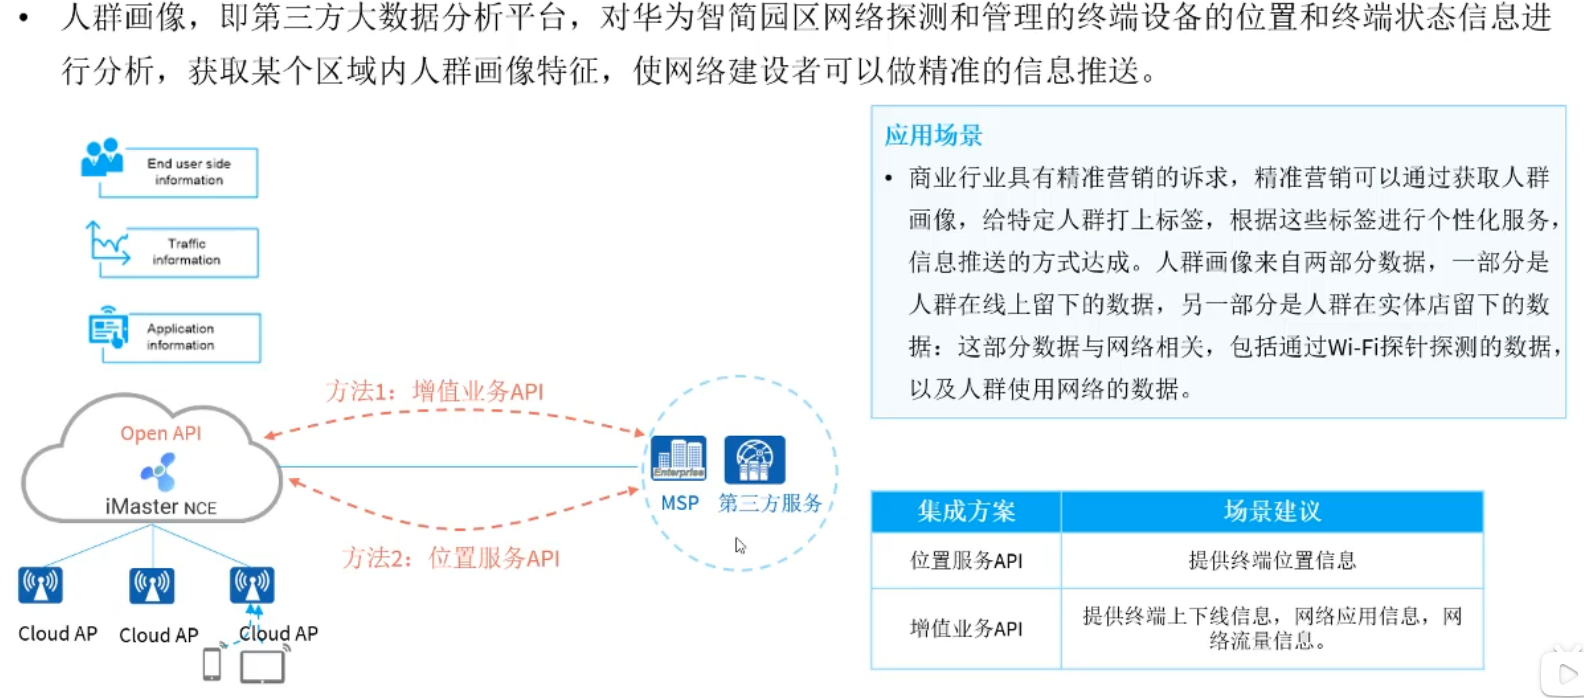 • 人群画像，即第三方大数据分析平台，对华为智简园区网络探测和管理的终端设备的位置和终端状态信息进
行分析，获取某个区域内人群画像特征，使网络建设者可以做精准的信息推送。
End user side
information
Traffic
information
Application
information
方法1：增值业务API
Open API
iMaster NCE
Enterprise
MSP
第三方服务
方法2：位置服务API
Cloud AP
Cloud AP
Cloud AP
应用场景
• 商业行业具有精准营销的诉求，精准营销可以通过获取人群
画像，给特定人群打上标签，根据这些标签进行个性化服务，
信息推送的方式达成。人群画像来自两部分数据，一部分是
人群在线上留下的数据，另一部分是人群在实体店留下的数
据：这部分数据与网络相关，包括通过Wi-Fi探针探测的数据，
以及人群使用网络的数据。
集成方案
场景建议
位置服务API
提供终端位置信息
增值业务API
提供终端上下线信息，网络应用信息，网
络流量信息。